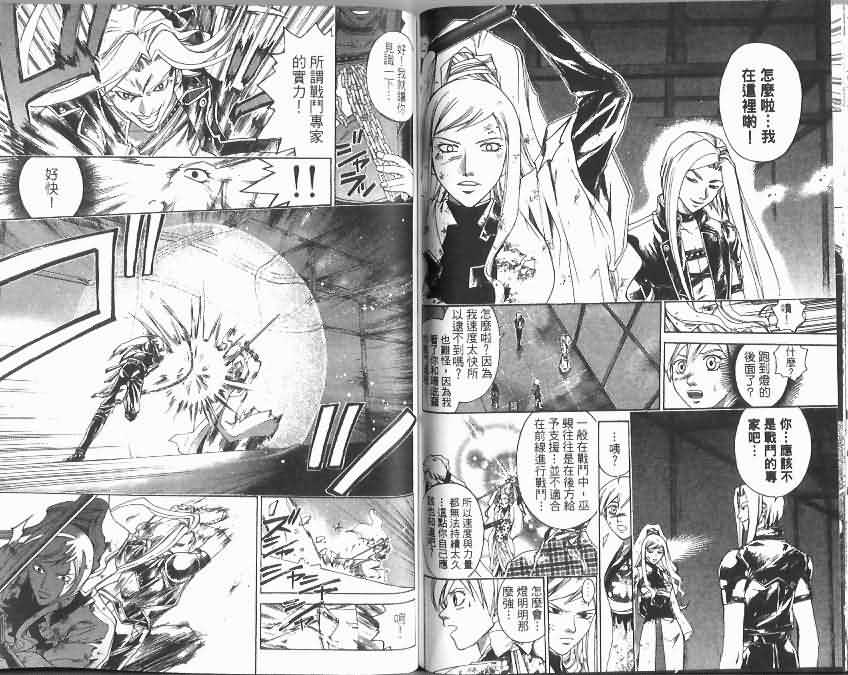 怎麼啦…我
在這裡喲！
嘖！
什麼？
跑到燈的
後面了？
怎麼啦？因為
我速度太快所
以逮不到嗎？
也難怪，因為我
你…應該不
是戰鬥的專
家吧。
…咦？
一般在戰鬥中，巫
覡往往是在後方給
予支援…並不適合
在前線進行戰鬥…
所以速度與力量
都無法持續太久
…這點你自己應
該也知道吧？
怎麼會…
燈明明那
麼強…
好！我就讓你
見識一下…
所謂戰鬥專家
的實力！
！！
好快！
呵！